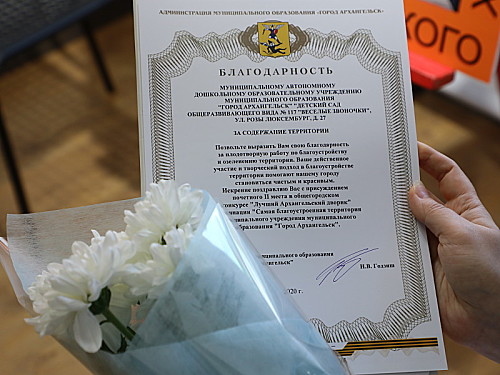 АДМИНИСТРАЦИЯ МУНИЦИПАЛЬНОГО ОБРАЗОВАНИЯ «ГОРОД АРХАНГЕЛЬСК»
БЛАГОДАРНОСТЬ
МУНИЦИПАЛЬНОМУ АВТОНОМНОМУ
ДОШКОЛЬНОМУ ОБРАЗОВАТЕЛЬНОМУ УЧРЕЖДЕНИЮ
МУНИЦИПАЛЬНОГО ОБРАЗОВАНИЯ
"ГОРОД АРХАНГЕЛЬСК" "ДЕТСКИЙ САД
ОБЩЕРАЗВИВАЮЩЕГО ВИДА № 117 "ВЕСЕЛЫЕ ЗВОНОЧКИ",
УЛ. РОЗЫ ЛЮКСЕМБУРГ, Д. 27
ЗА СОДЕРЖАНИЕ ТЕРРИТОРИИ
Позвольте выразить Вам свою благодарность
за плодотворную работу по благоустройству
и озеленению территории. Ваше действенное
участие и творческий подход в благоустройстве
территории помогают нашему городу
становиться чистым и красивым.
Искренне поздравляю Вас с присуждением
почетного II места в общегородском
конкурсе "Лучший Архангельский дворик"
"Самая благоустроенная территория
учреждения муниципального
образования "Город Архангельск".
образования
И.В. Годзиш
2020 г.
КОГО